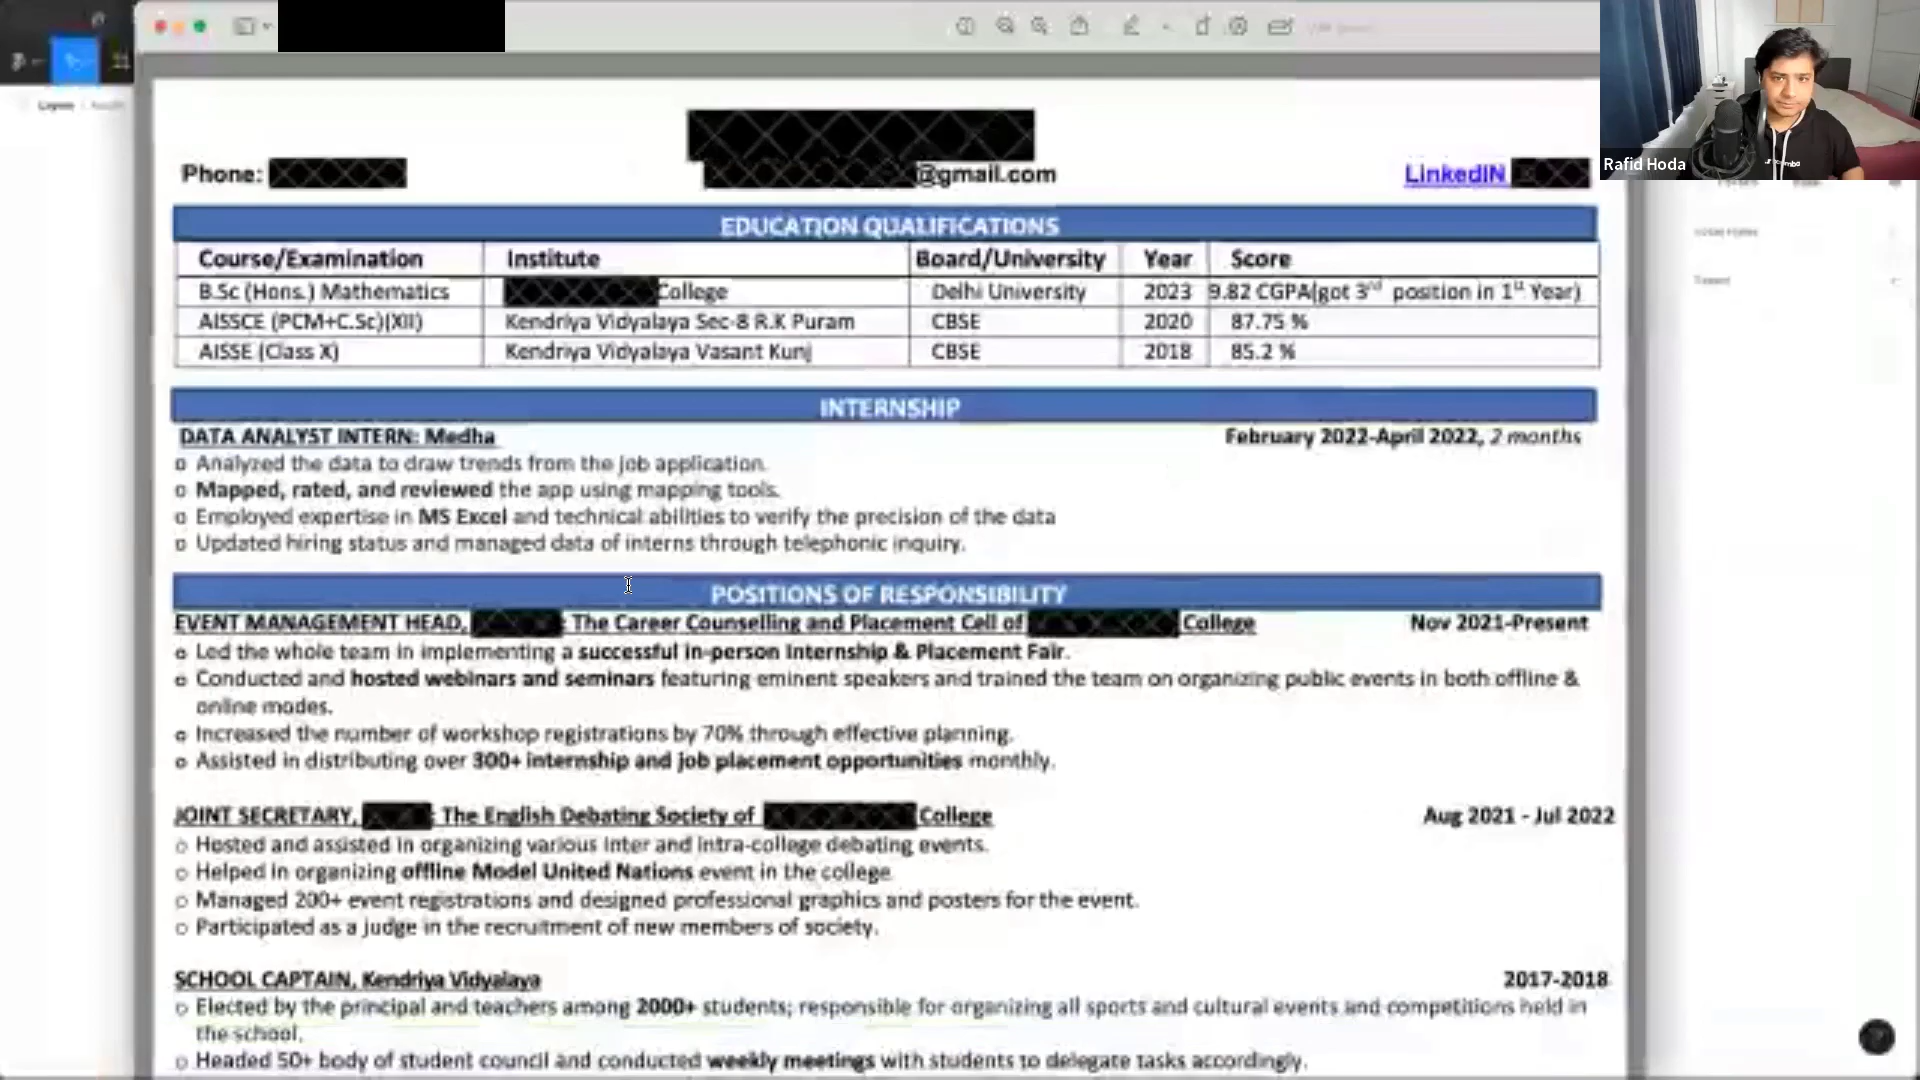 Rafid Hoda
Phone:
@gmail.com
LinkedIN
EDUCATION QUALIFICATIONS
Course/Examination Institute Board/University Year Score
B.Sc (Hons.) Mathematics College Delhi University 2023 9.82 CGPA(got 3rd position in 1st Year)
AISSCE (PCM+C.Sc)(XII) Kendriya Vidyalaya Sec-8 R.K Puram CBSE 2020 87.75 %
AISSE (Class X) Kendriya Vidyalaya Vasant Kunj CBSE 2018 85.2 %
INTERNSHIP
DATA ANALYST INTERN: Medha February 2022-April 2022, 2 months
o Analyzed the data to draw trends from the job application.
o Mapped, rated, and reviewed the app using mapping tools.
o Employed expertise in MS Excel and technical abilities to verify the precision of the data
o Updated hiring status and managed data of interns through telephonic inquiry.
POSITIONS OF RESPONSIBILITY
EVENT MANAGEMENT HEAD, : The Career Counselling and Placement Cell of College Nov 2021-Present
o Led the whole team in implementing a successful in-person Internship & Placement Fair.
o Conducted and hosted webinars and seminars featuring eminent speakers and trained the team on organizing public events in both offline &
online modes.
o Increased the number of workshop registrations by 70% through effective planning.
o Assisted in distributing over 300+ internship and job placement opportunities monthly.
JOINT SECRETARY, : The English Debating Society of College Aug 2021 - Jul 2022
o Hosted and assisted in organizing various inter and intra-college debating events.
o Helped in organizing offline Model United Nations event in the college
o Managed 200+ event registrations and designed professional graphics and posters for the event.
o Participated as a judge in the recruitment of new members of society.
SCHOOL CAPTAIN, Kendriya Vidyalaya 2017-2018
o Elected by the principal and teachers among 2000+ students; responsible for organizing all sports and cultural events and competitions held in
the school.
o Headed 50+ body of student council and conducted weekly meetings with students to delegate tasks accordingly.